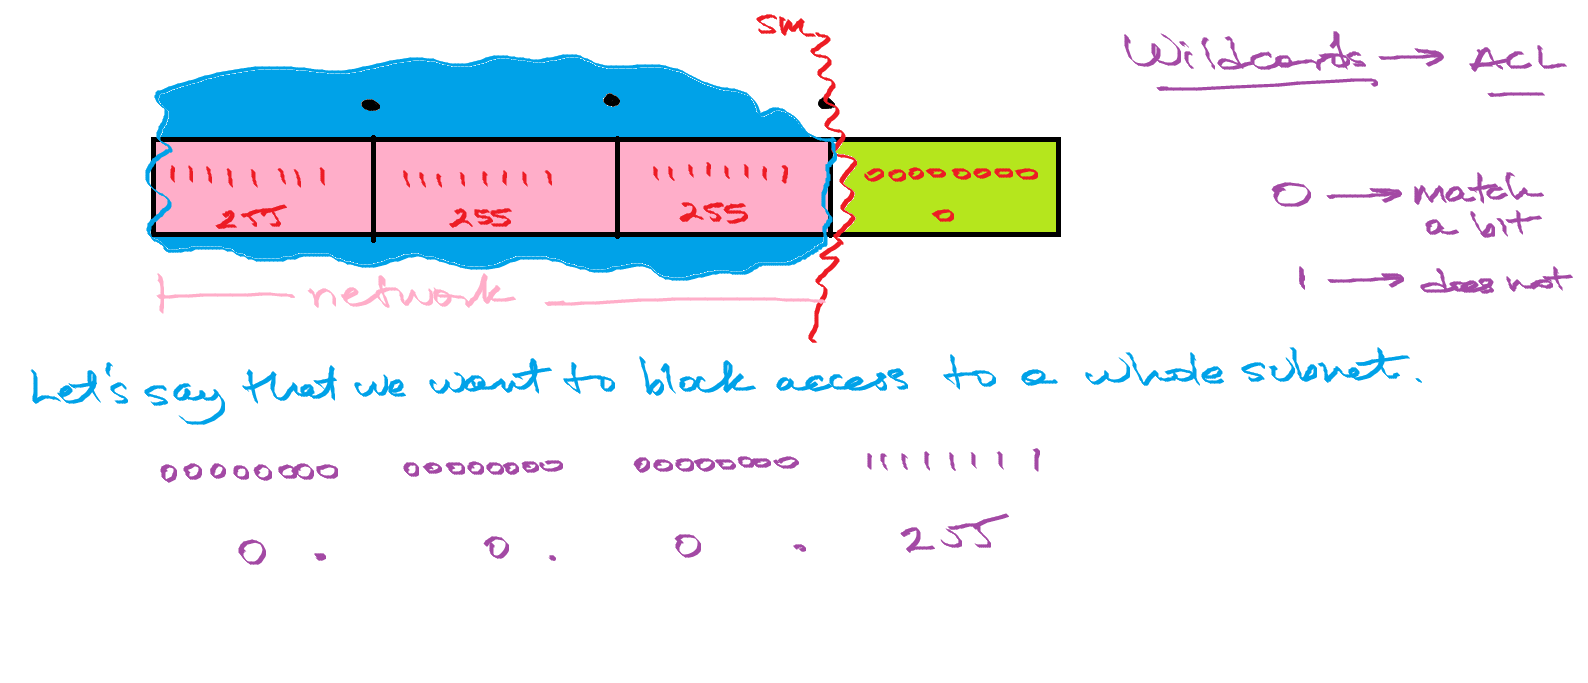 SM
Wildcards → ACL
11111111 11111111 11111111 00000000
255 255 255 0
0 → match
a bit
1 → does not
network
Let's say that we want to block access to a whole subnet.
00000000 00000000 00000000 11111111
0 . 0 . 0 . 255